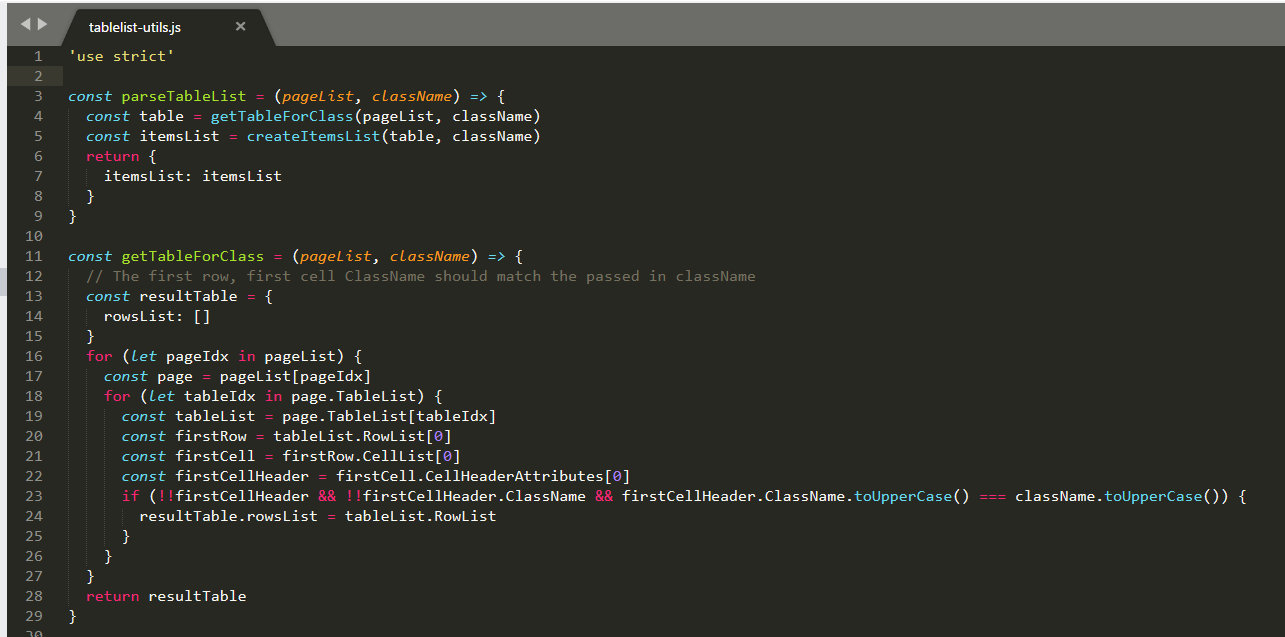 tablelist-utils.js ×
1 'use strict'
2
3 const parseTableList = (pageList, className) => {
4   const table = getTableForClass(pageList, className)
5   const itemsList = createItemsList(table, className)
6   return {
7     itemsList: itemsList
8   }
9 }
10
11 const getTableForClass = (pageList, className) => {
12   // The first row, first cell ClassName should match the passed in className
13   const resultTable = {
14     rowsList: []
15   }
16   for (let pageIdx in pageList) {
17     const page = pageList[pageIdx]
18     for (let tableIdx in page.TableList) {
19       const tableList = page.TableList[tableIdx]
20       const firstRow = tableList.RowList[0]
21       const firstCell = firstRow.CellList[0]
22       const firstCellHeader = firstCell.CellHeaderAttributes[0]
23       if (!!firstCellHeader && !!firstCellHeader.ClassName && firstCellHeader.ClassName.toUpperCase() === className.toUpperCase()) {
24         resultTable.rowsList = tableList.RowList
25       }
26     }
27   }
28   return resultTable
29 }
30